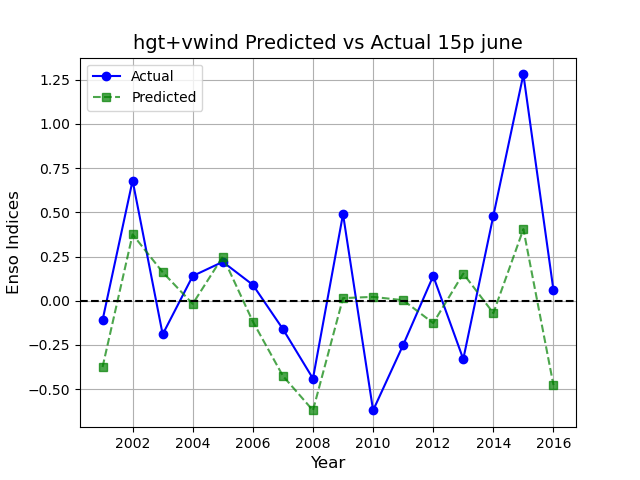 hgt+vwind Predicted vs Actual 15p june
Actual
Predicted
Enso Indices
1.25
1.00
0.75
0.50
0.25
0.00
−0.25
−0.50
2002 2004 2006 2008 2010 2012 2014 2016
Year